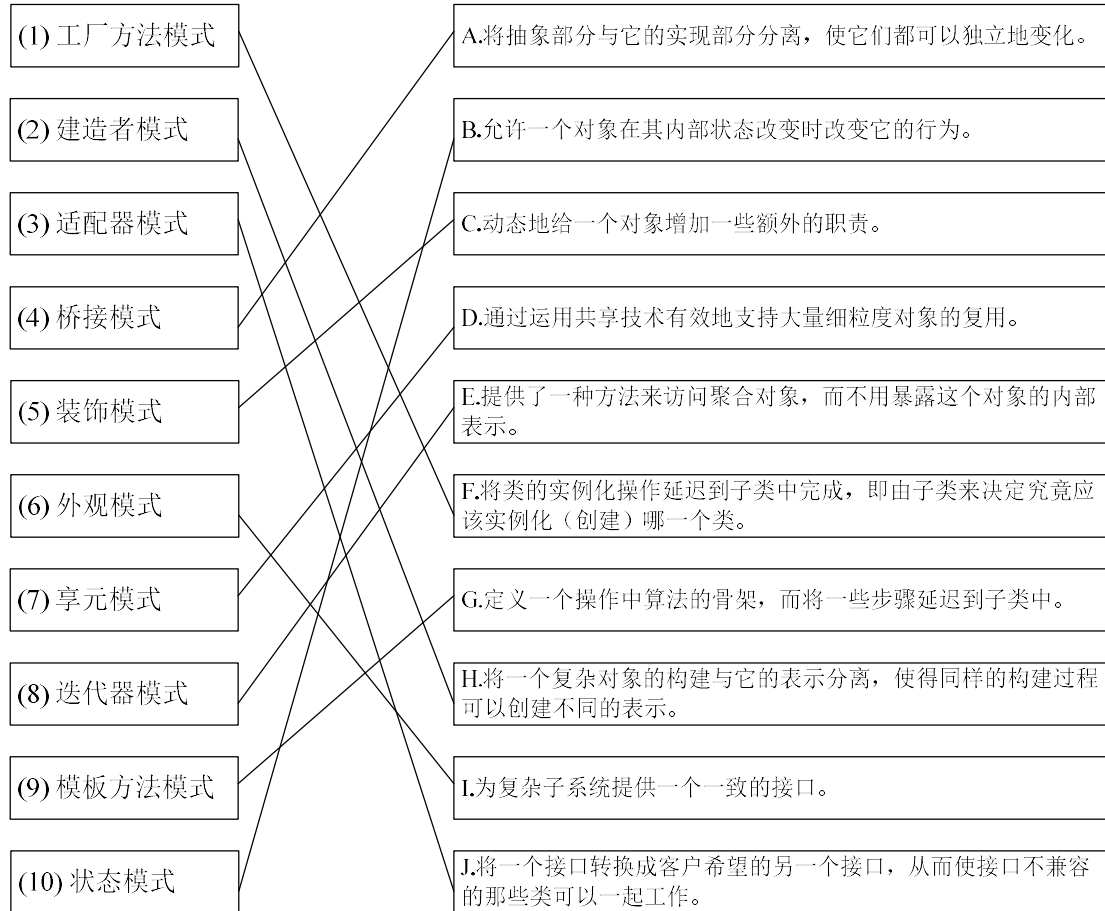 (1) 工厂方法模式
A.将抽象部分与它的实现部分分离，使它们都可以独立地变化。
(2) 建造者模式
B.允许一个对象在其内部状态改变时改变它的行为。
(3) 适配器模式
C.动态地给一个对象增加一些额外的职责。
(4) 桥接模式
D.通过运用共享技术有效地支持大量细粒度对象的复用。
(5) 装饰模式
E.提供了一种方法来访问聚合对象，而不用暴露这个对象的内部
表示。
(6) 外观模式
F.将类的实例化操作延迟到子类中完成，即由子类来决定究竟应
该实例化（创建）哪一个类。
(7) 享元模式
G.定义一个操作中算法的骨架，而将一些步骤延迟到子类中。
(8) 迭代器模式
H.将一个复杂对象的构建与它的表示分离，使得同样的构建过程
可以创建不同的表示。
(9) 模板方法模式
I.为复杂子系统提供一个一致的接口。
(10) 状态模式
J.将一个接口转换成客户希望的另一个接口，从而使接口不兼容
的那些类可以一起工作。